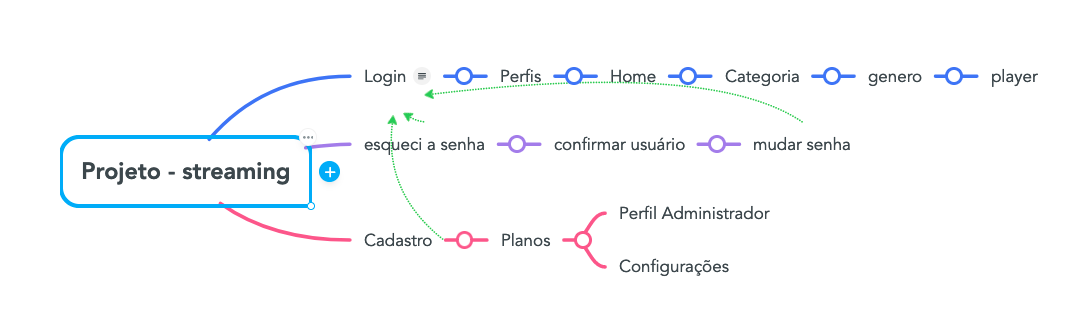 Login
Perfis
Home
Categoria
genero
player
Projeto - streaming
esqueci a senha
confirmar usuário
mudar senha
Cadastro
Planos
Perfil Administrador
Configurações